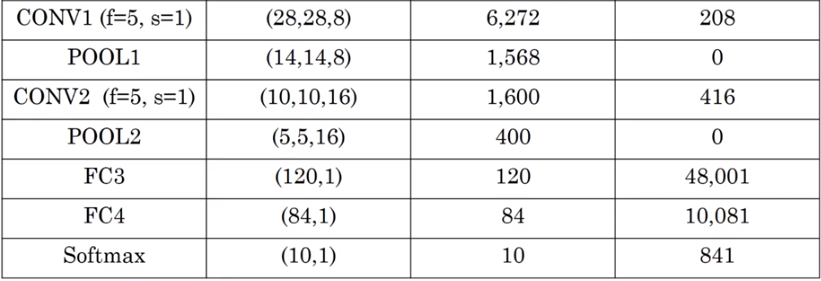 CONV1 (f=5, s=1) (28,28,8) 6,272 208
POOL1 (14,14,8) 1,568 0
CONV2 (f=5, s=1) (10,10,16) 1,600 416
POOL2 (5,5,16) 400 0
FC3 (120,1) 120 48,001
FC4 (84,1) 84 10,081
Softmax (10,1) 10 841